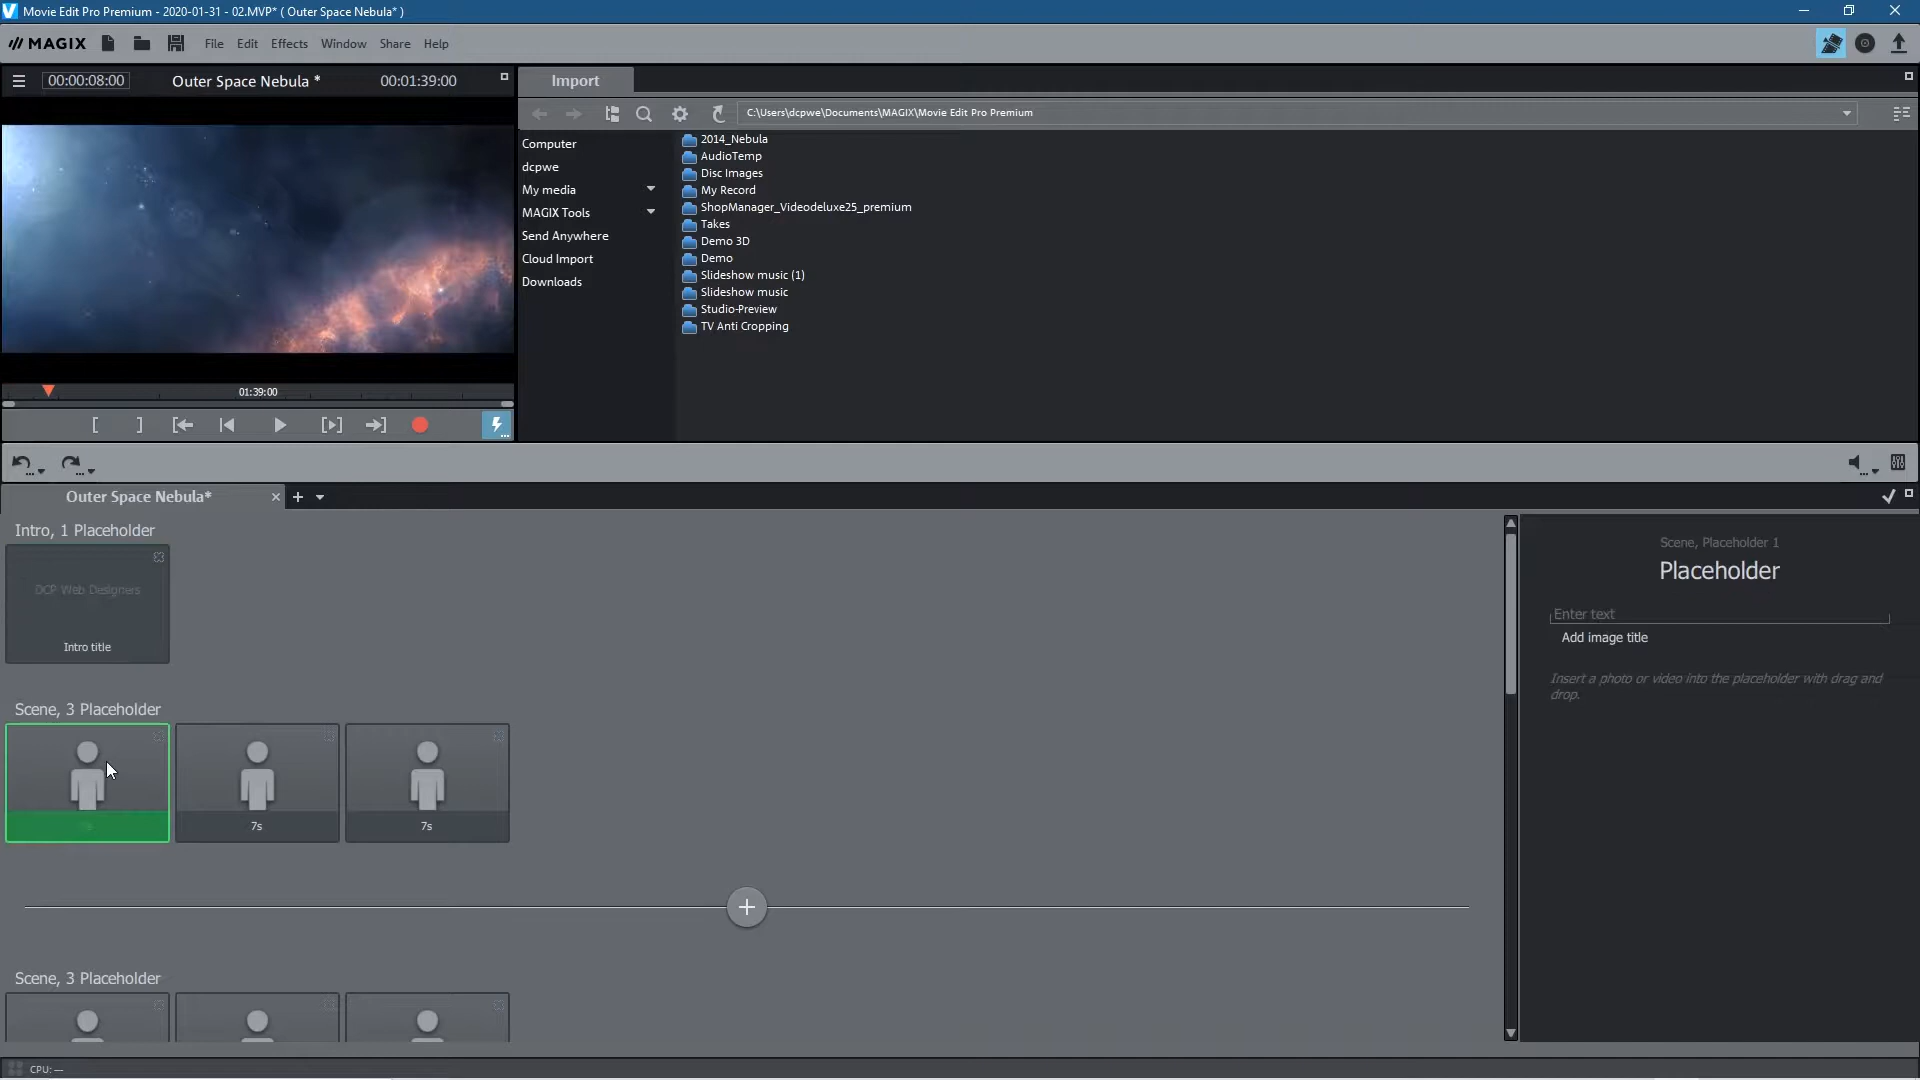 Movie Edit Pro Premium - 2020-01-31 - 02.MVP* ( Outer Space Nebula* )
MAGIX File Edit Effects Window Share Help
00:00:08:00 Outer Space Nebula * 00:01:39:00
01:39:00
Import
C:\Users\dcpwe\Documents\MAGIX\Movie Edit Pro Premium
Computer
dcpwe
My media
MAGIX Tools
Send Anywhere
Cloud Import
Downloads
2014_Nebula
AudioTemp
Disc Images
My Record
ShopManager_Videodeluxe25_premium
Takes
Demo 3D
Demo
Slideshow music (1)
Slideshow music
Studio-Preview
TV Anti Cropping
Outer Space Nebula*
Intro, 1 Placeholder
DCP Web Designers
Intro title
Scene, 3 Placeholder
7s 7s
Scene, 3 Placeholder
Scene, Placeholder 1
Placeholder
Enter text
Add image title
Insert a photo or video into the placeholder with drag and
drop.
CPU: —